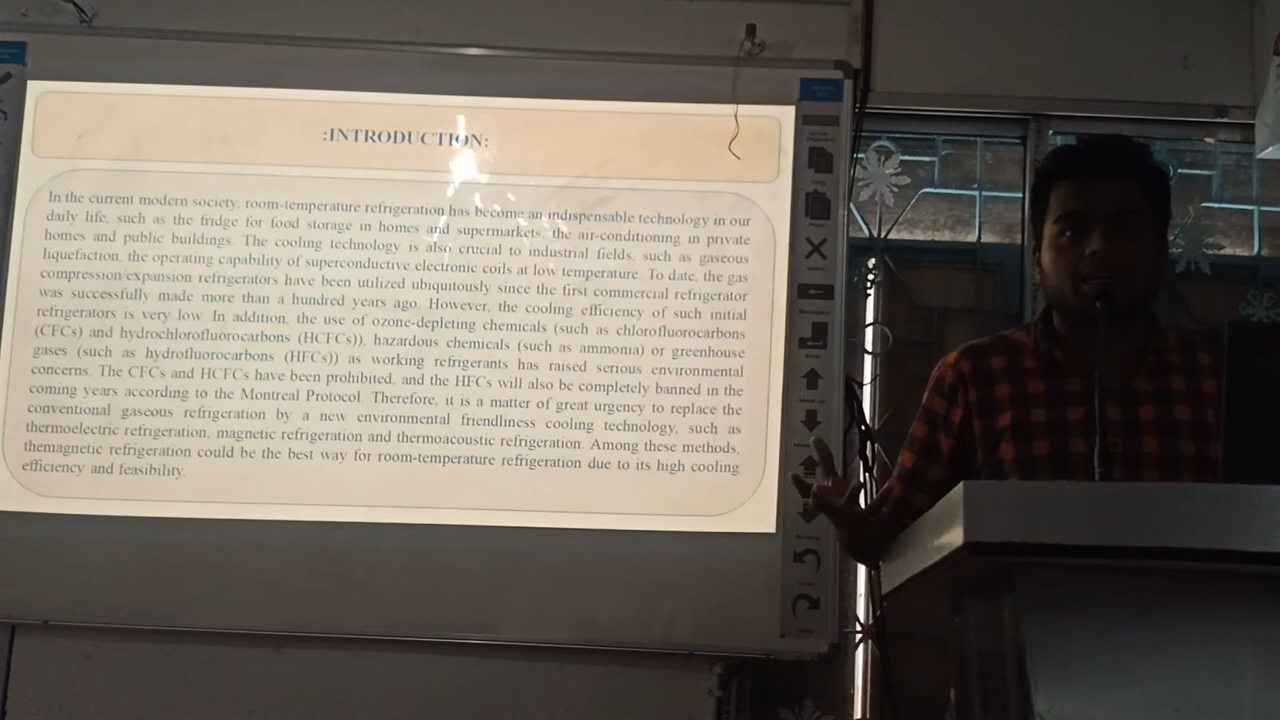 :INTRODUCTION:
In the current modern society, room-temperature refrigeration has become an indispensable technology in our
daily life, such as the fridge for food storage in homes and supermarkets, the air-conditioning in private
homes and public buildings. The cooling technology is also crucial to industrial fields, such as gaseous
liquefaction, the operating capability of superconductive electronic coils at low temperature. To date, the gas
compression/expansion refrigerators have been utilized ubiquitously since the first commercial refrigerator
was successfully made more than a hundred years ago. However, the cooling efficiency of such initial
refrigerators is very low. In addition, the use of ozone-depleting chemicals (such as chlorofluorocarbons
(CFCs) and hydrochlorofluorocarbons (HCFCs)), hazardous chemicals (such as ammonia) or greenhouse
gases (such as hydrofluorocarbons (HFCs)) as working refrigerants has raised serious environmental
concerns. The CFCs and HCFCs have been prohibited, and the HFCs will also be completely banned in the
coming years according to the Montreal Protocol. Therefore, it is a matter of great urgency to replace the
conventional gaseous refrigeration by a new environmental friendliness cooling technology, such as
thermoelectric refrigeration, magnetic refrigeration and thermoacoustic refrigeration. Among these methods,
themagnetic refrigeration could be the best way for room-temperature refrigeration due to its high cooling
efficiency and feasibility.